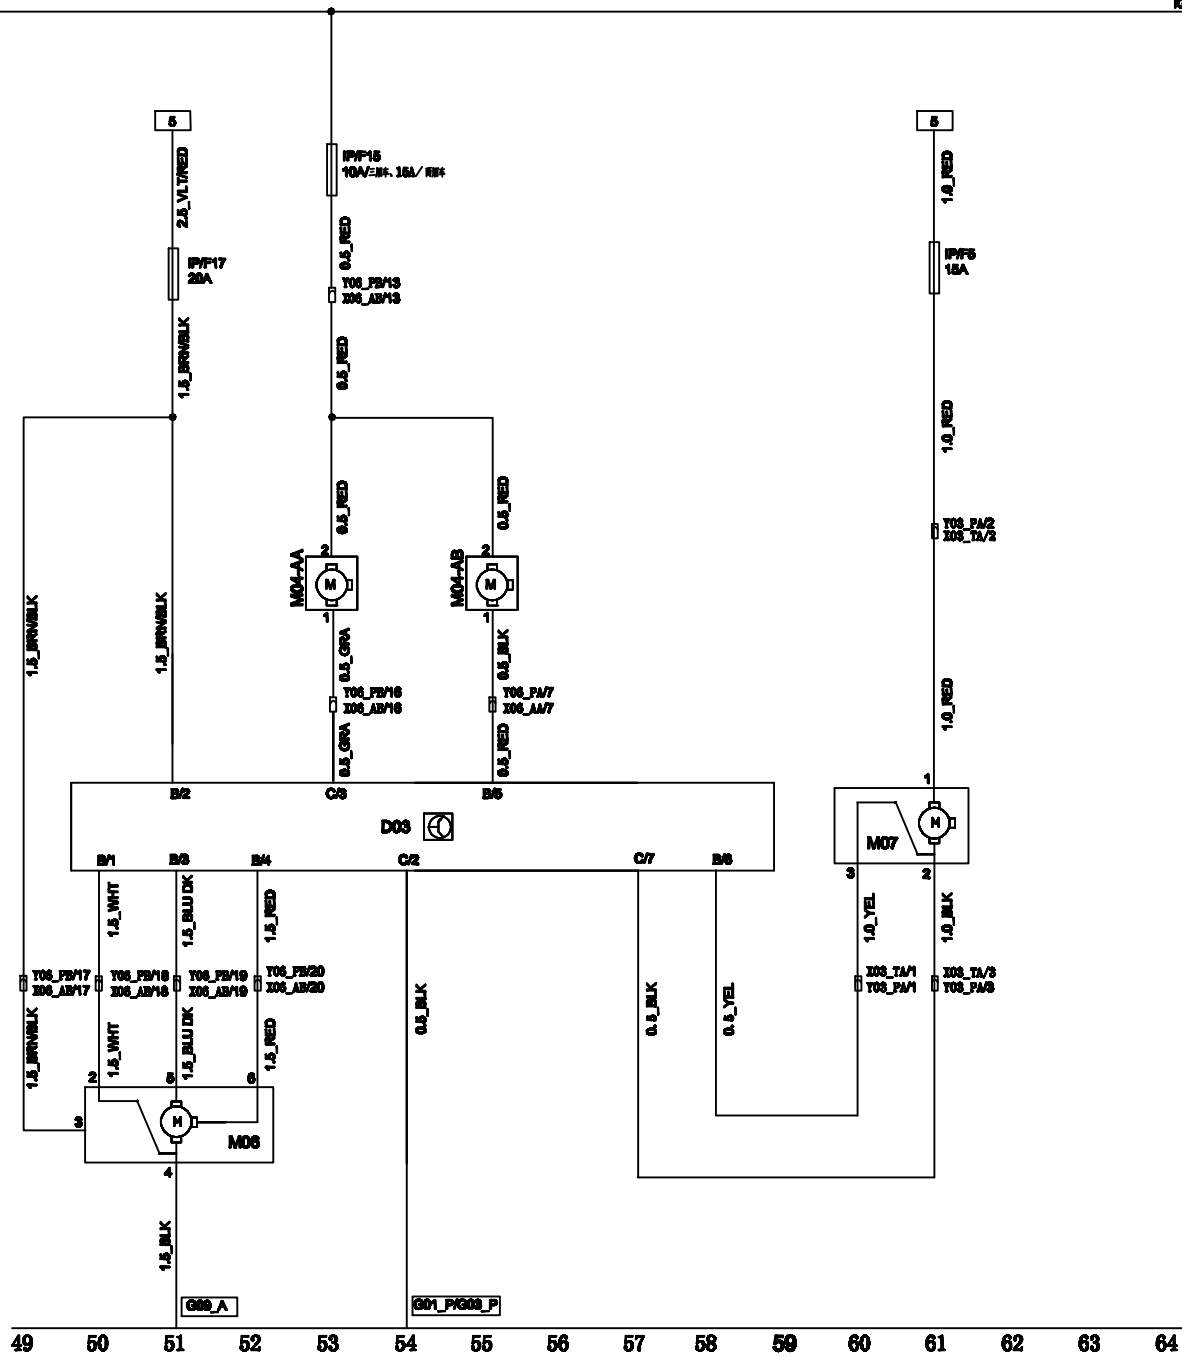 5
5
2.5_VLT/RED
IP/F15
10A/三厢车. 15A/
1.0_RED
0.5_RED
IP/F17
20A
IP/F5
15A
Y06_PB/13
X06_AB/13
1.5_BRN/BLK
0.5_RED
1.0_RED
0.5_RED
0.5_RED
Y03_PA/2
X03_TA/2
2
2
M04-AA
M
M04-AB
M
1
1
1.5_BRN/BLK
1.5_BRN/BLK
0.5_GRA
0.5_BLK
Y06_PB/16
X06_AB/16
Y06_PA/7
X06_AA/7
1.0_RED
0.5_GRA
0.5_RED
1
B/2
C/3
B/5
D03
M
M07
B/1
B/3
B/4
C/2
C/7
B/6
3
2
1.5_WHT
1.5_BLU DK
1.5_RED
1.0_YEL
1.0_BLK
Y06_PB/17
X06_AB/17
Y06_PB/18
X06_AB/18
Y06_PB/19
X06_AB/19
Y06_PB/20
X06_AB/20
X03_TA/1
Y03_PA/1
X03_TA/3
Y03_PA/3
0.5_BLK
0.5_BLK
0.5_YEL
1.5_BRN/BLK
1.5_WHT
1.5_BLU DK
1.5_RED
2
5
6
3
M
M06
4
1.5_BLK
G09_A
G01_P/G03_P
49 50 51 52 53 54 55 56 57 58 59 60 61 62 63 64